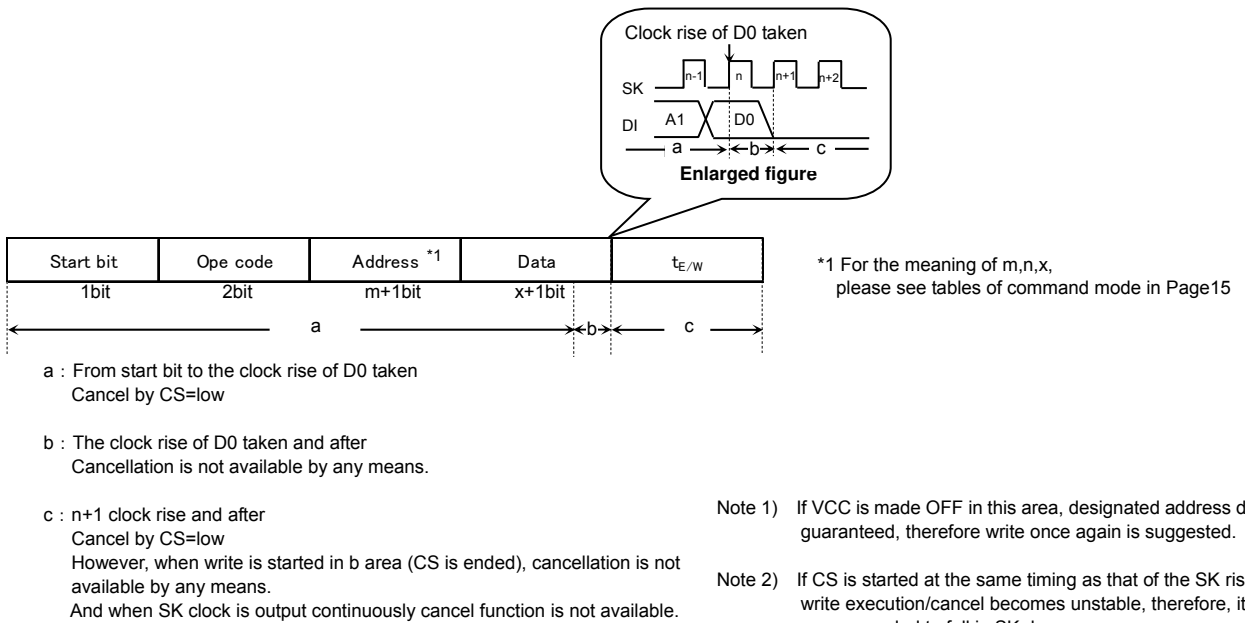 Clock rise of D0 taken
SK n-1 n n+1 n+2
DI A1 D0
a b c
Enlarged figure
Start bit Ope code Address *1 Data tE/W
1bit 2bit m+1bit x+1bit
a b c
*1 For the meaning of m,n,x,
please see tables of command mode in Page15
a : From start bit to the clock rise of D0 taken
Cancel by CS=low
b : The clock rise of D0 taken and after
Cancellation is not available by any means.
c : n+1 clock rise and after
Cancel by CS=low
However, when write is started in b area (CS is ended), cancellation is not
available by any means.
And when SK clock is output continuously cancel function is not available.
Note 1) If VCC is made OFF in this area, designated address d
guaranteed, therefore write once again is suggested.
Note 2) If CS is started at the same timing as that of the SK ris
write execution/cancel becomes unstable, therefore, it